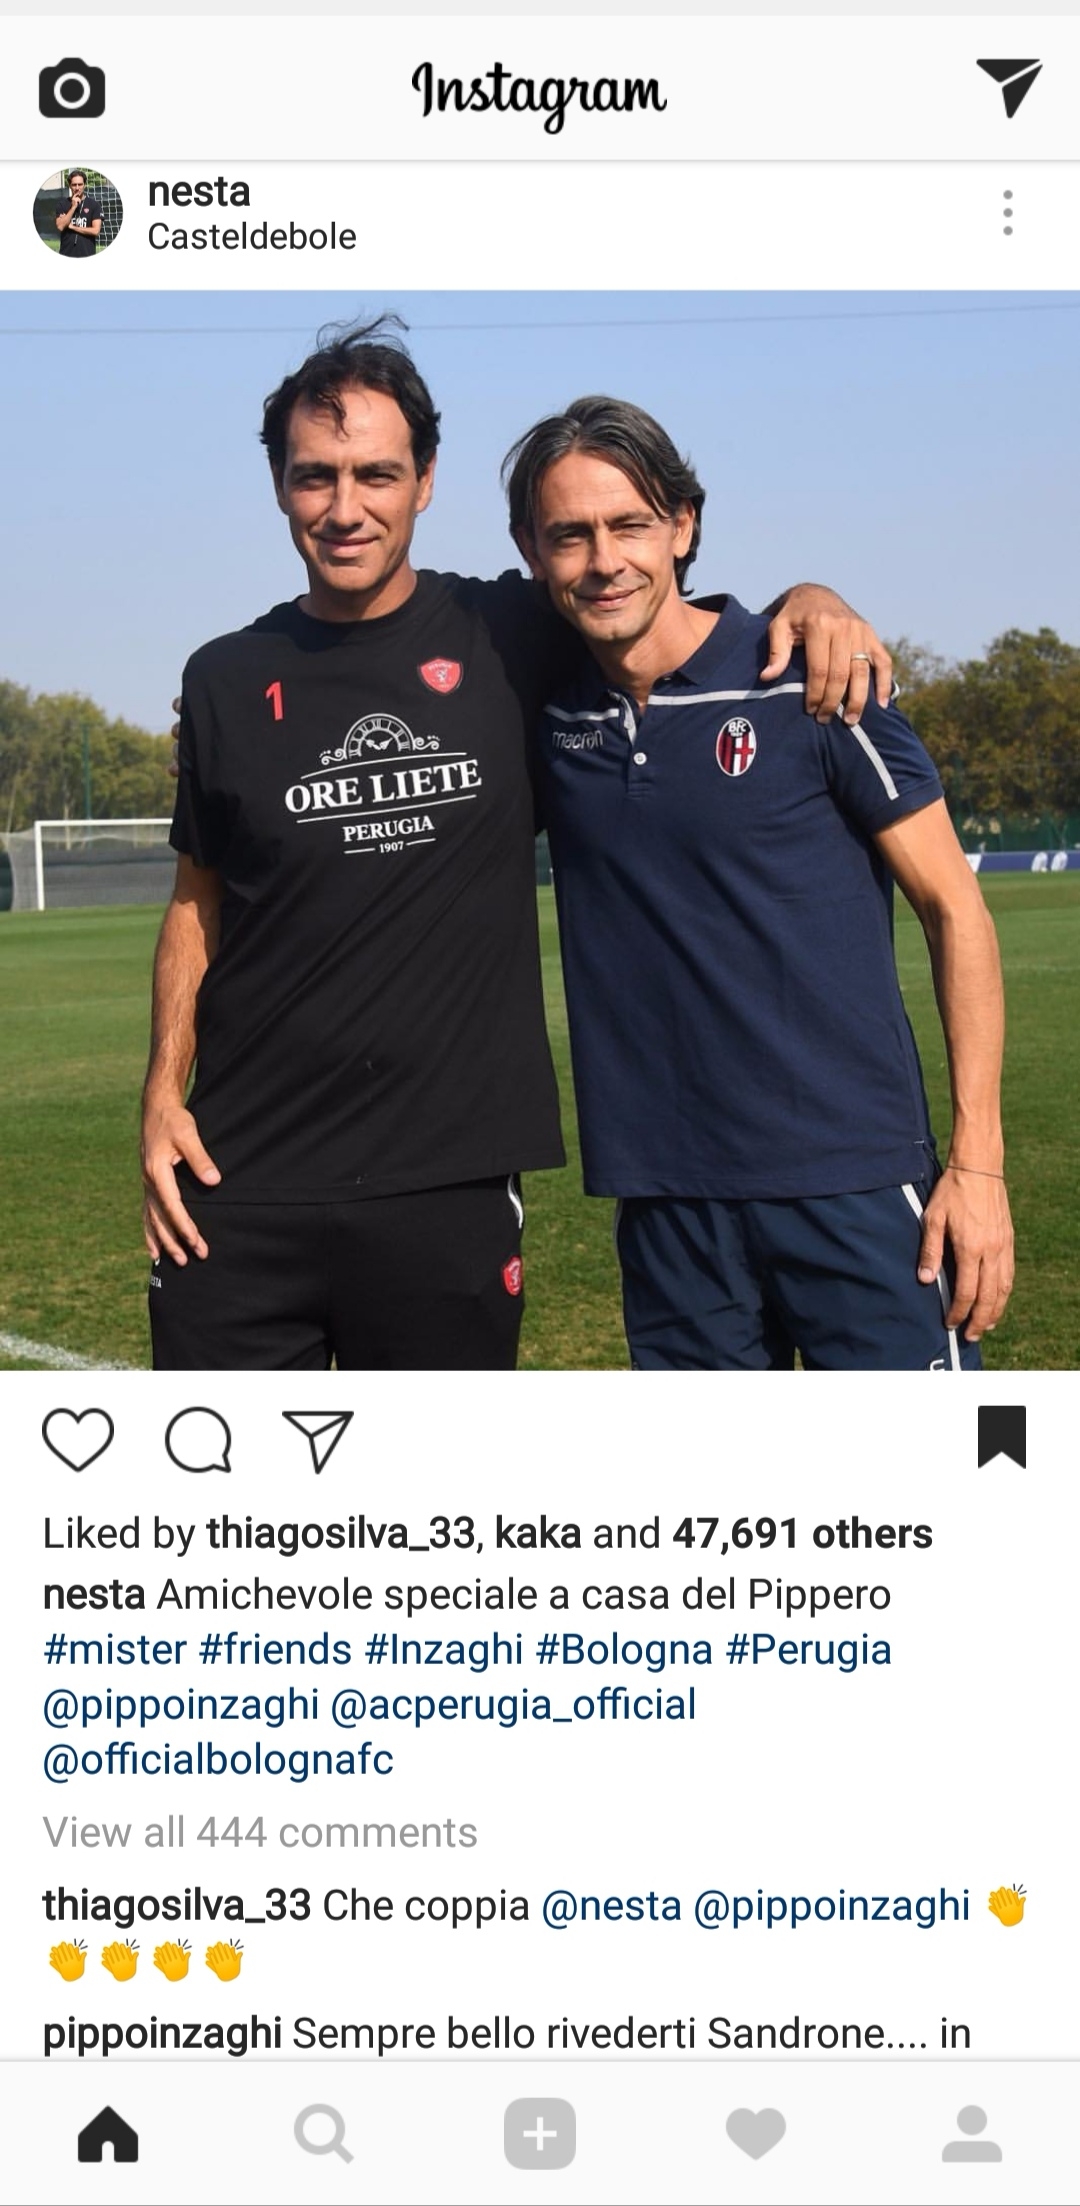 Instagram
nesta
Casteldebole
1
ORE LIETE
PERUGIA
1907
macron
BFC
Liked by thiagosilva_33, kaka and 47,691 others
nesta Amichevole speciale a casa del Pippero
#mister #friends #Inzaghi #Bologna #Perugia
@pippoinzaghi @acperugia_official
@officialbolognafc
View all 444 comments
thiagosilva_33 Che coppia @nesta @pippoinzaghi 👏
👏👏👏👏
pippoinzaghi Sempre bello rivederti Sandrone.... in